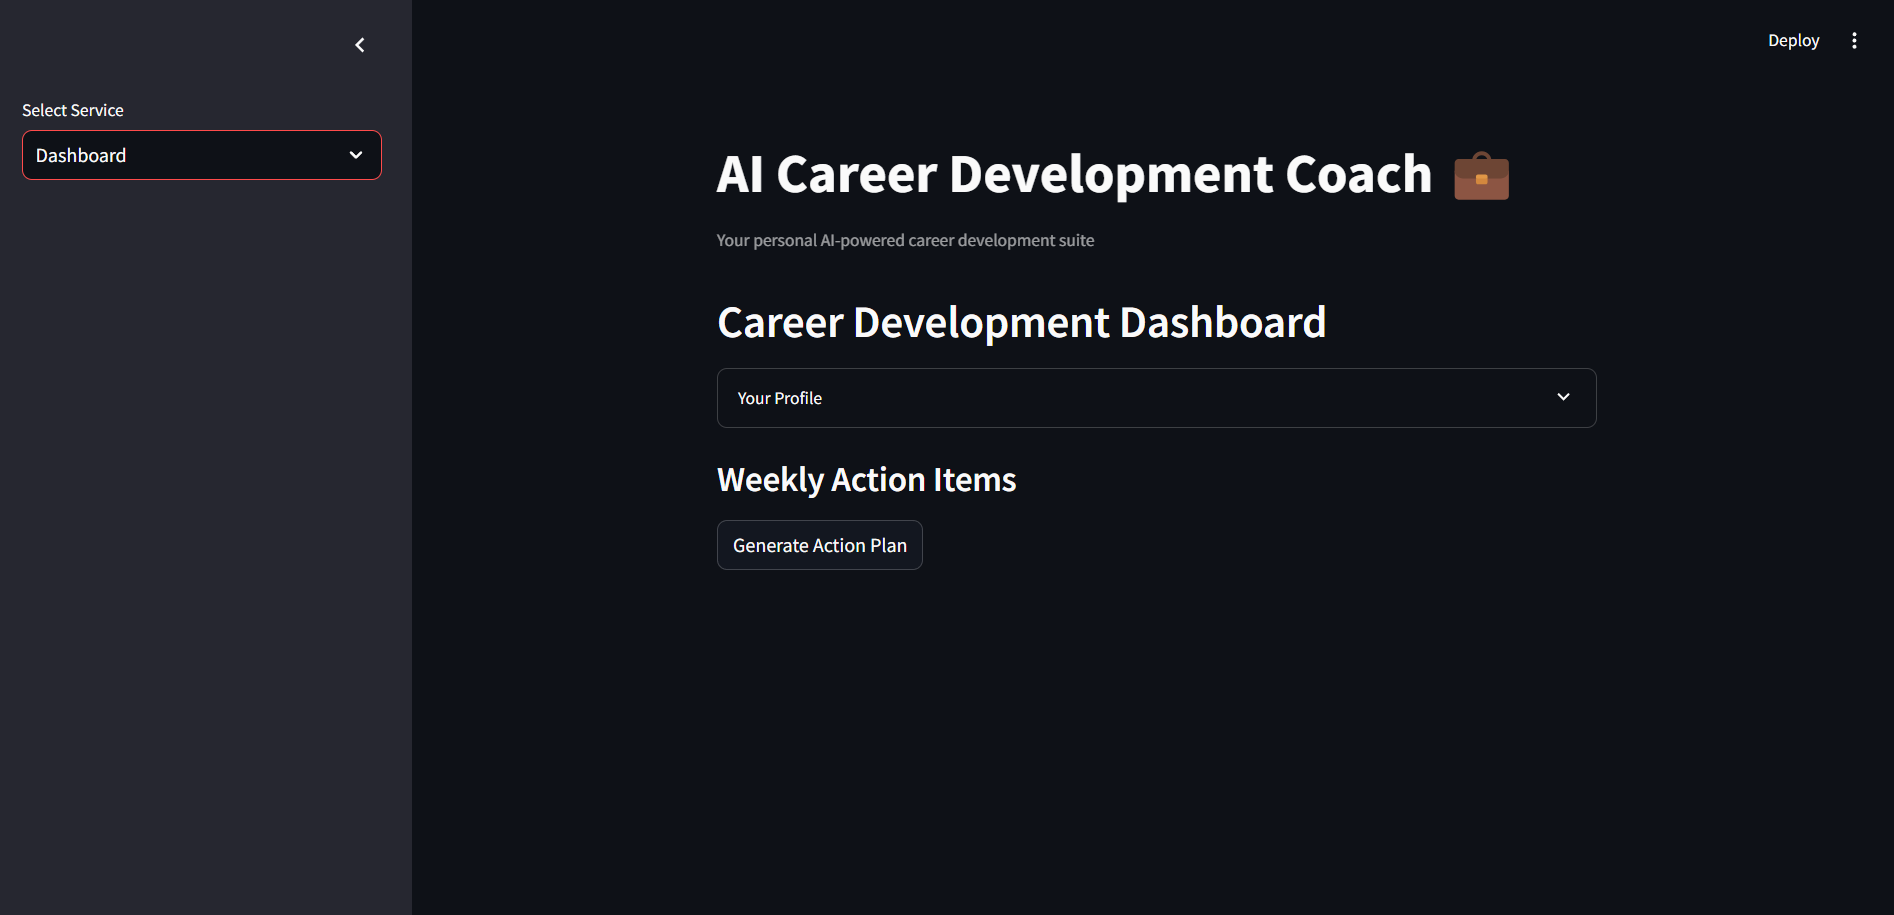 Deploy
Select Service
Dashboard
AI Career Development Coach
Your personal AI-powered career development suite
Career Development Dashboard
Your Profile
Weekly Action Items
Generate Action Plan